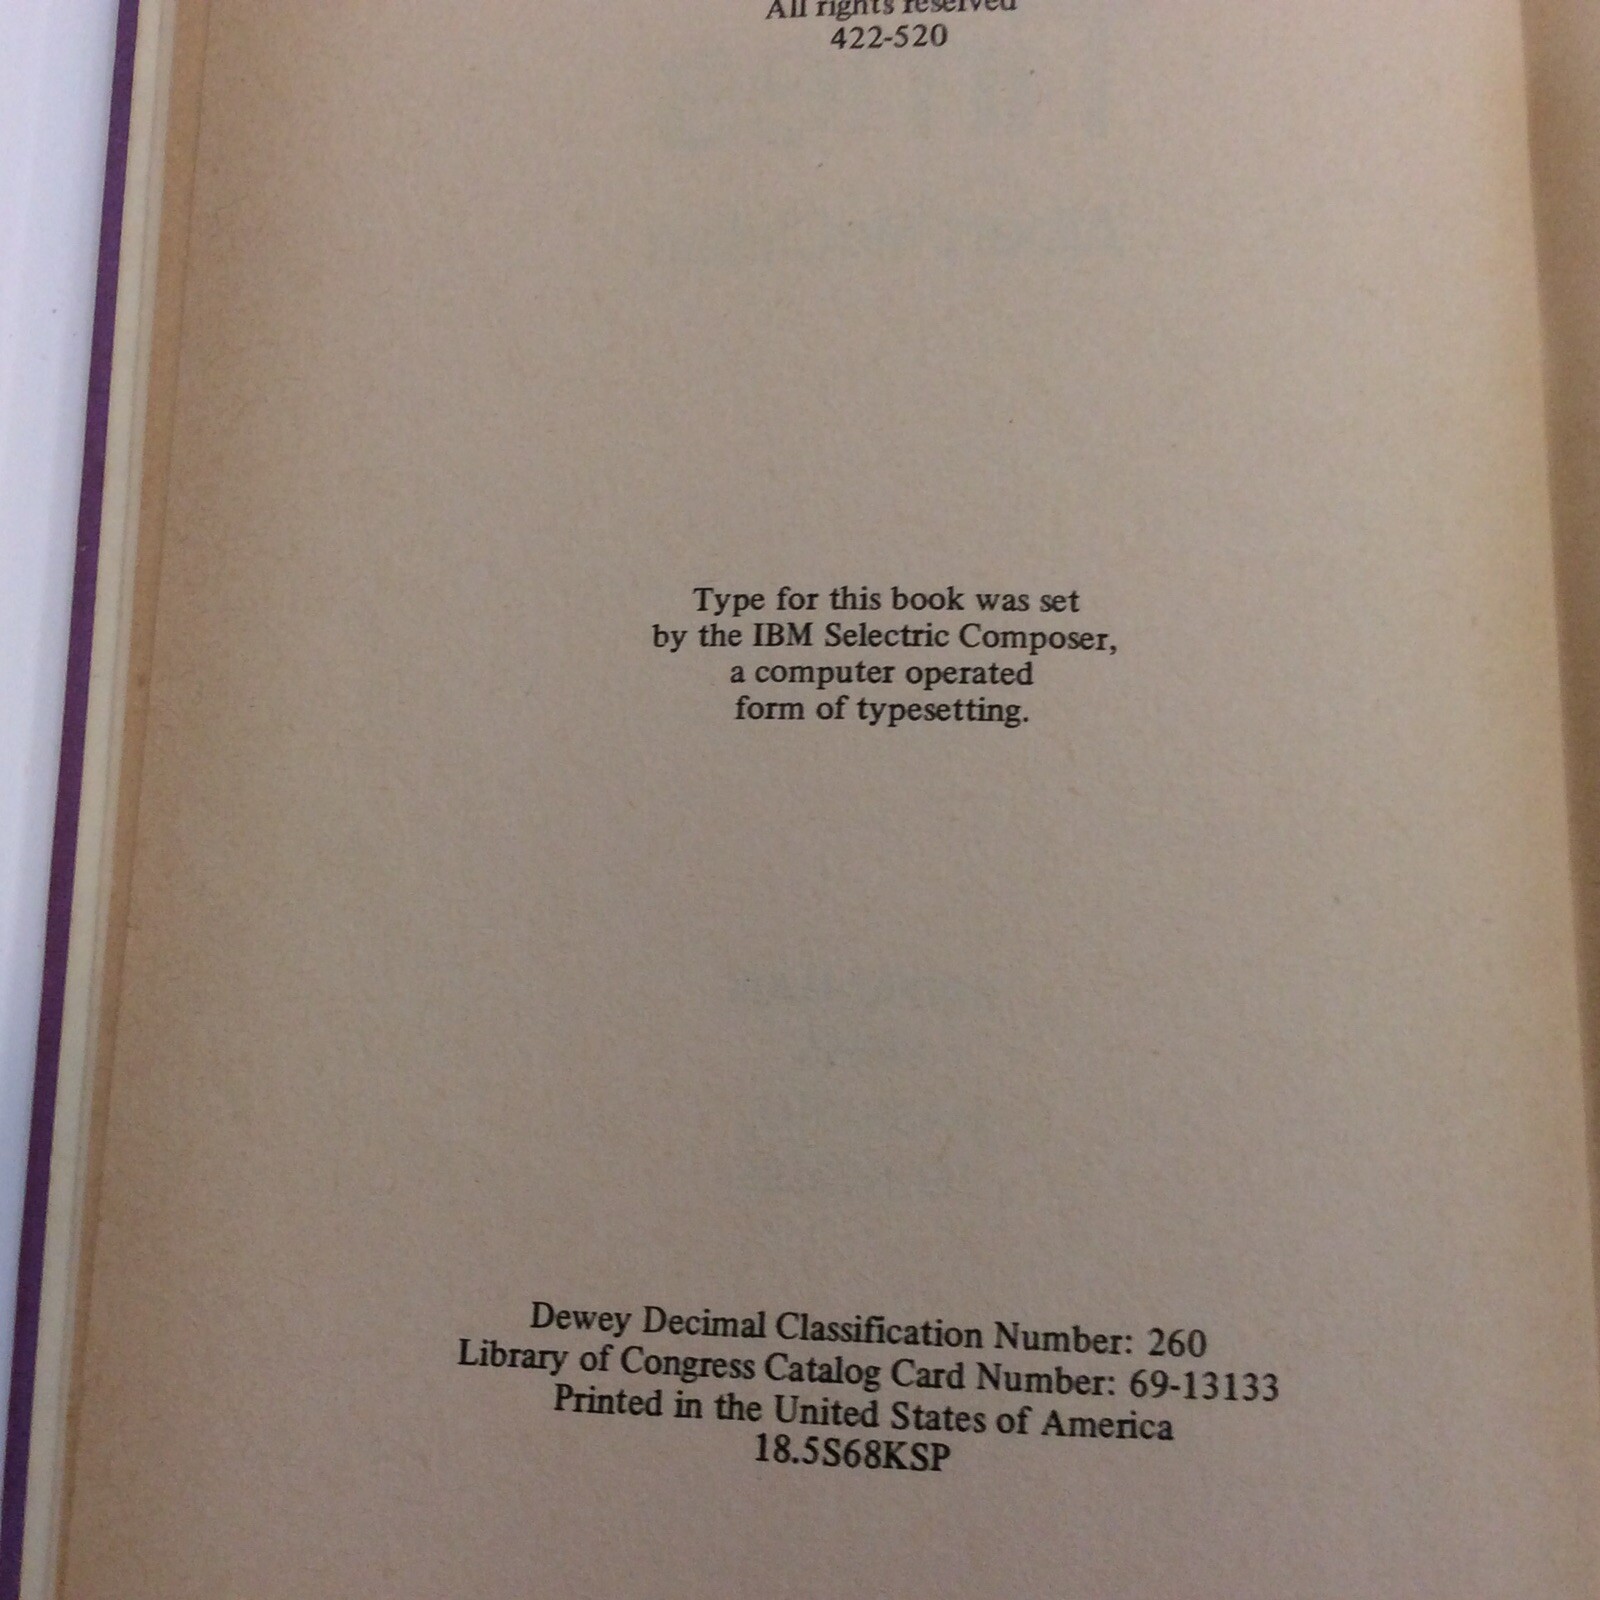 All rights reserved
422-520
Type for this book was set
by the IBM Selectric Composer,
a computer operated
form of typesetting.
Dewey Decimal Classification Number: 260
Library of Congress Catalog Card Number: 69-13133
Printed in the United States of America
18.5S68KSP